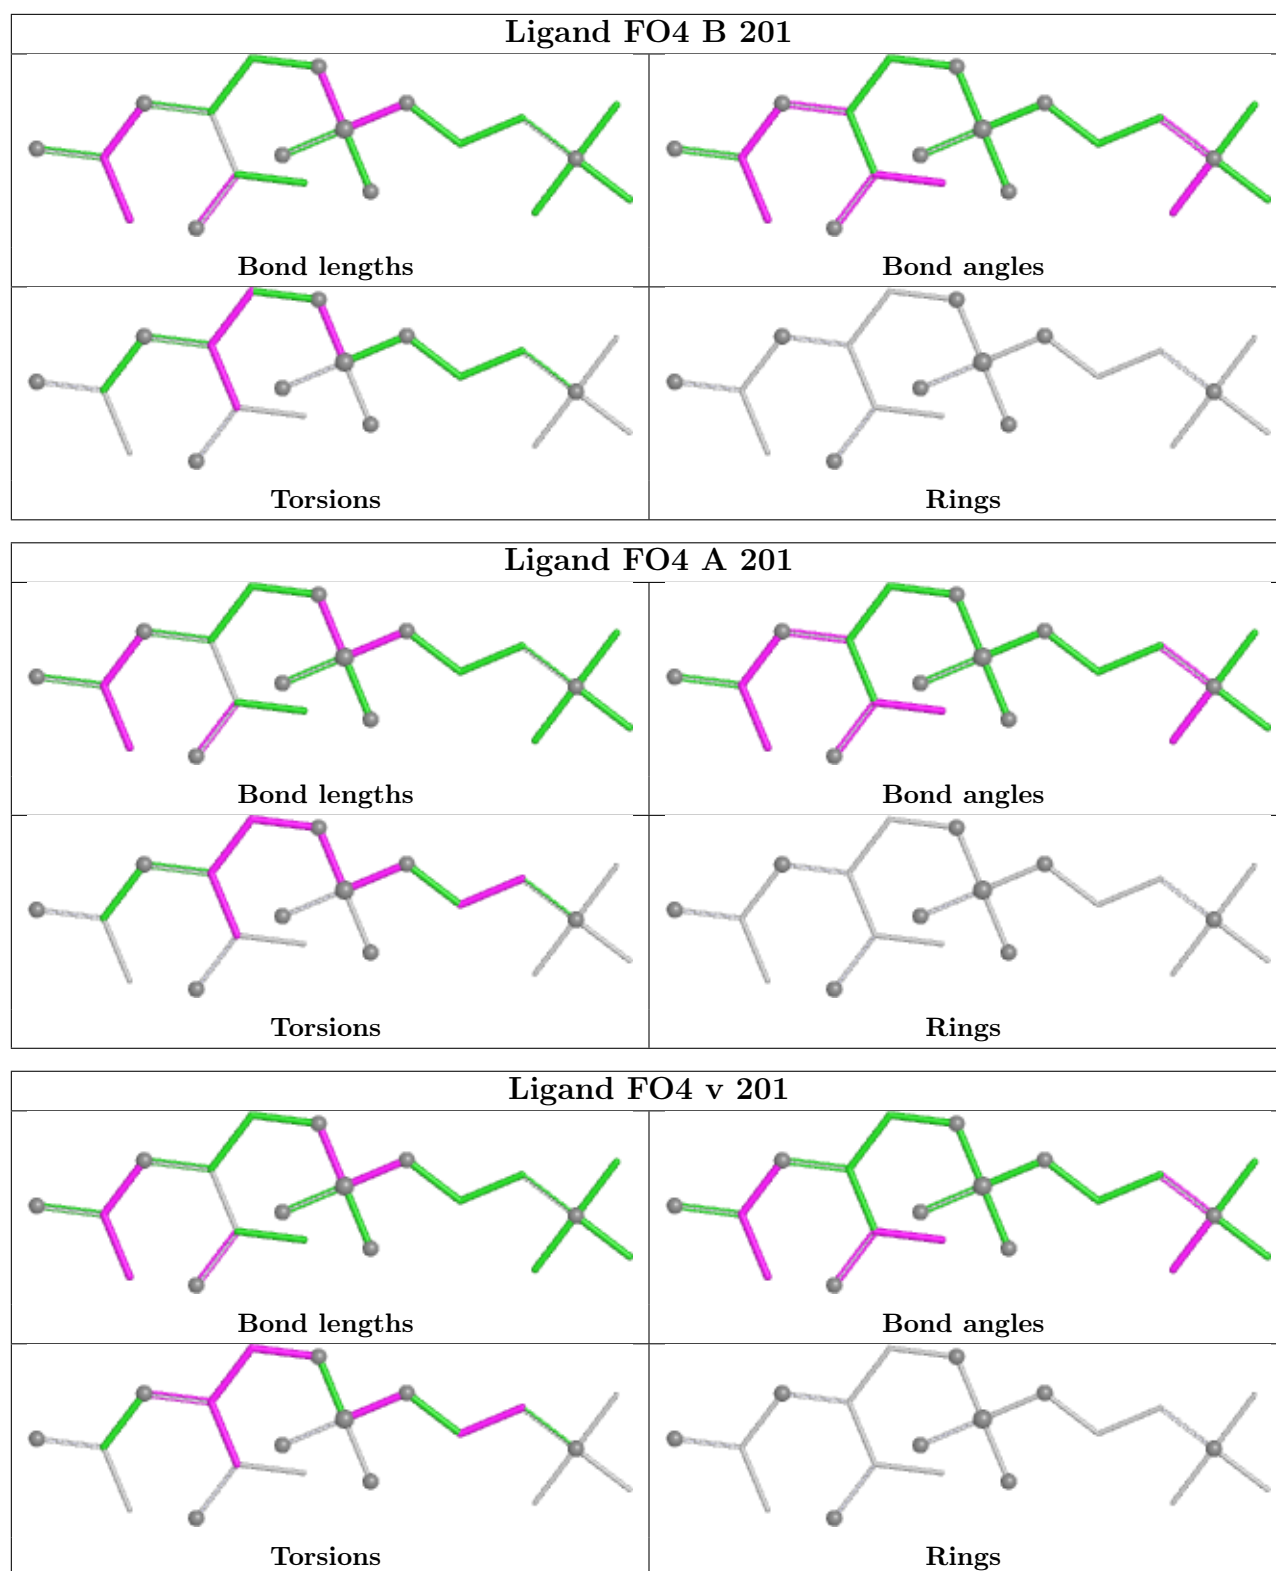 Ligand FO4 B 201
Bond lengths
Bond angles
Torsions
Rings
Ligand FO4 A 201
Bond lengths
Bond angles
Torsions
Rings
Ligand FO4 v 201
Bond lengths
Bond angles
Torsions
Rings